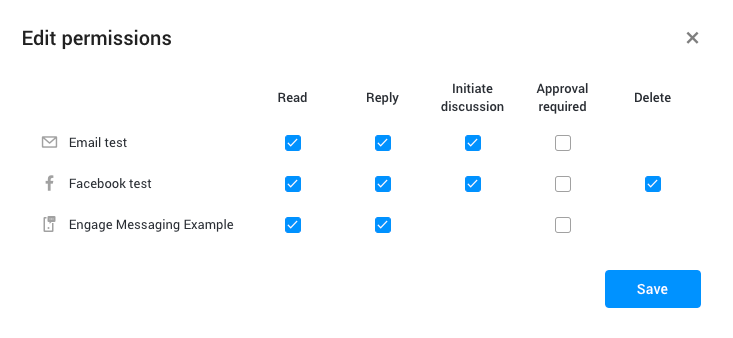 Edit permissions
Read
Reply
Initiate
discussion
Approval
required
Delete
Email test
Facebook test
Engage Messaging Example
Save